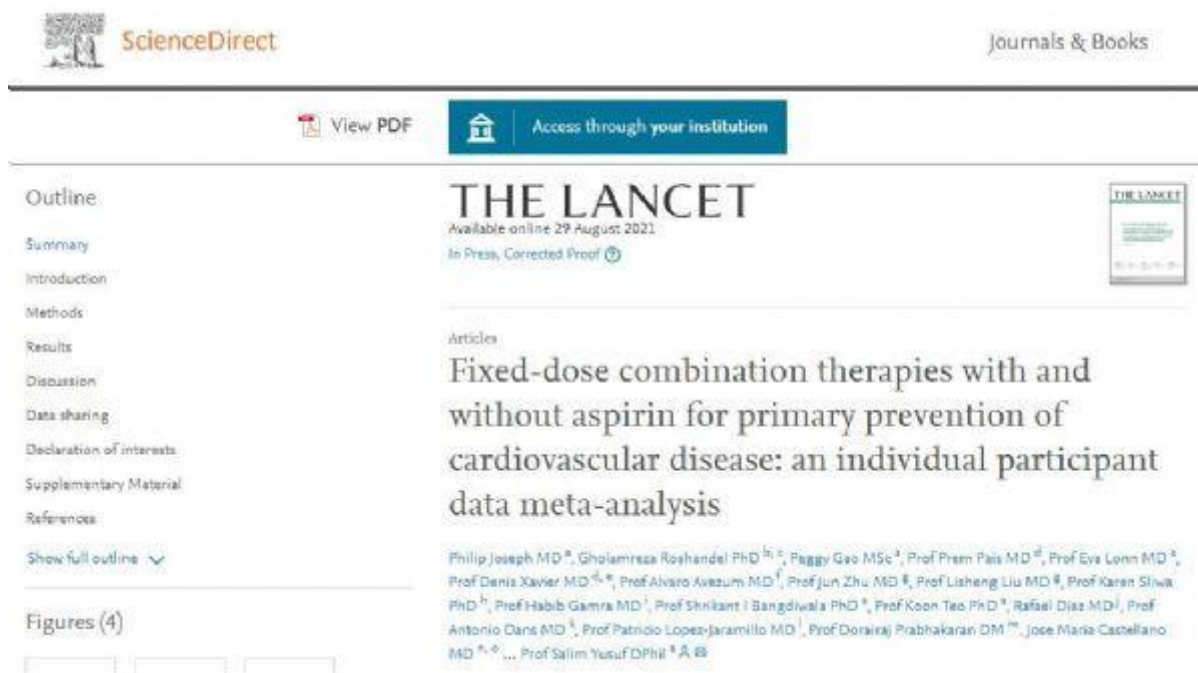 ScienceDirect
Journals & Books
View PDF
Access through your institution
Outline
Summary
Introduction
Methods
Results
Discussion
Data sharing
Declaration of interests
Supplementary Material
References
Show full outline
Figures (4)
THE LANCET
Available online 29 August 2021
In Press, Corrected Proof
THE LANCET
Articles
Fixed-dose combination therapies with and
without aspirin for primary prevention of
cardiovascular disease: an individual participant
data meta-analysis
Philip Joseph MD a, Gholamreza Roshandel PhD b, c, Peggy Gao MSc a, Prof Prem Pais MD d, Prof Eva Lonn MD a,
Prof Denis Xavier MD d, e, Prof Alvaro Avezum MD f, Prof Jun Zhu MD g, Prof Lisheng Liu MD g, Prof Karen Sliwa
PhD h, Prof Habib Gamra MD i, Prof Shrikant I Bangdiwala PhD a, Prof Koon Teo PhD a, Rafael Diaz MD j, Prof
Antonio Dans MD k, Prof Patricio Lopez-Jaramillo MD l, Prof Dorairaj Prabhakaran DM m, Jose Maria Castellano
MD n, o ... Prof Salim Yusuf DPhil a